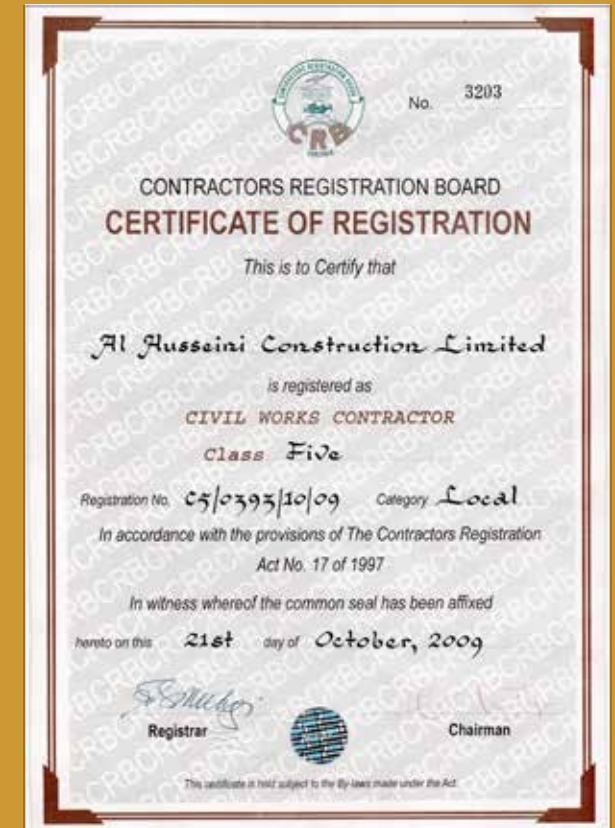 No. 3203
CRB
CONTRACTORS REGISTRATION BOARD
CERTIFICATE OF REGISTRATION
This is to Certify that
Al Husseini Construction Limited
is registered as
CIVIL WORKS CONTRACTOR
Class Five
Registration No. C5/0393/10/09 Category Local
In accordance with the provisions of The Contractors Registration
Act No. 17 of 1997
In witness whereof the common seal has been affixed
hereto on this 21st day of October, 2009
Registrar Chairman
This certificate is held subject to the By-laws made under the Act.